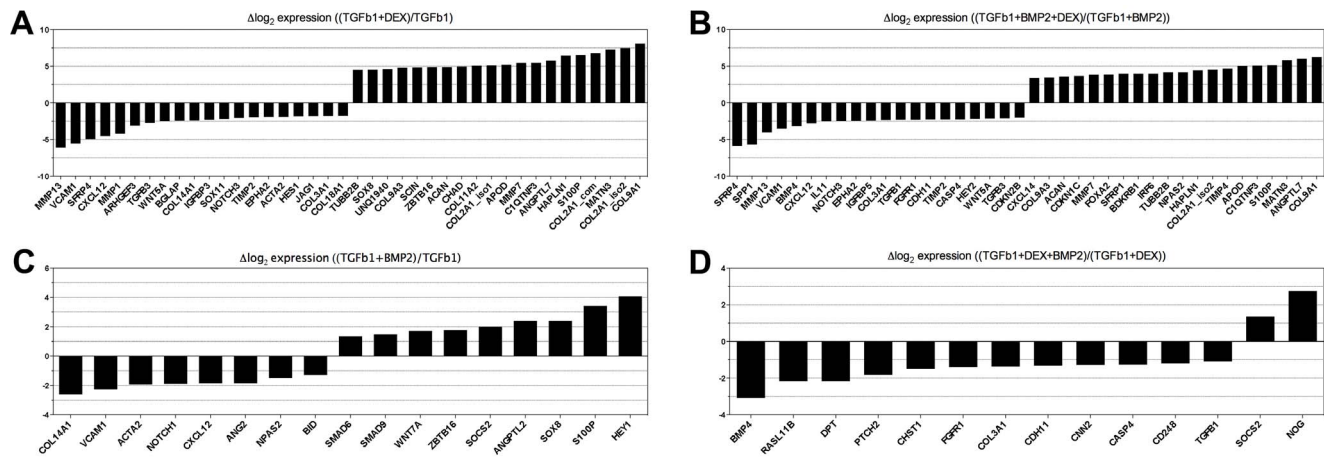 A
Δlog2 expression ((TGFb1+DEX)/TGFb1)
10
5
0
-5
-10
MMP13 VCAM1 SFRP4 CXCL12 MMP1 ARHGEF3 TGFB3 WNT5A BGLAP COL14A1 IGFBP3 SOX11 NOTCH3 TIMP2 EPHA2 ACTA2 HES1 JAG1 COL3A1 COL18A1 TUBB2B SOX8 UNQ1940 COL9A3 SCIN ZBTB16 ACAN CHAD COL11A2 COL2A1_iso1 APOD MMP7 C1QTNF3 ANGPTL7 HAPLN1 S100P COL2A1_com MATN3 COL2A1_iso2 COL9A1
B
Δlog2 expression ((TGFb1+BMP2+DEX)/(TGFb1+BMP2))
10
5
0
-5
-10
SFRP4 SPP1 MMP13 VCAM1 BMP4 CXCL12 IL11 NOTCH3 EPHA2 IGFBP5 COL3A1 TGFB1 FGFR1 CDH11 TIMP2 CASP4 HEY2 WNT5A TGFB3 CDKN2B CXCL14 COL9A3 ACAN CDKN1C MMP7 FOXA2 SFRP1 BDKRB1 IRF6 TUBB2B NPAS2 HAPLN1 COL2A1_iso2 TIMP4 APOD C1QTNF3 S100P MATN3 ANGPTL7 COL9A1
C
Δlog2 expression ((TGFb1+BMP2)/TGFb1)
6
4
2
0
-2
-4
COL14A1 VCAM1 ACTA2 NOTCH1 CXCL12 ANG2 NPAS2 BID SMAD6 SMAD9 WNT7A ZBTB16 SOCS2 ANGPTL2 SOX8 S100P HEY1
D
Δlog2 expression ((TGFb1+DEX+BMP2)/(TGFb1+DEX))
4
2
0
-2
-4
BMP4 RASL11B DPT PTCH2 CHST1 FGFR1 COL3A1 CDH11 CNN2 CASP4 CD248 TGFB1 SOCS2 NOG